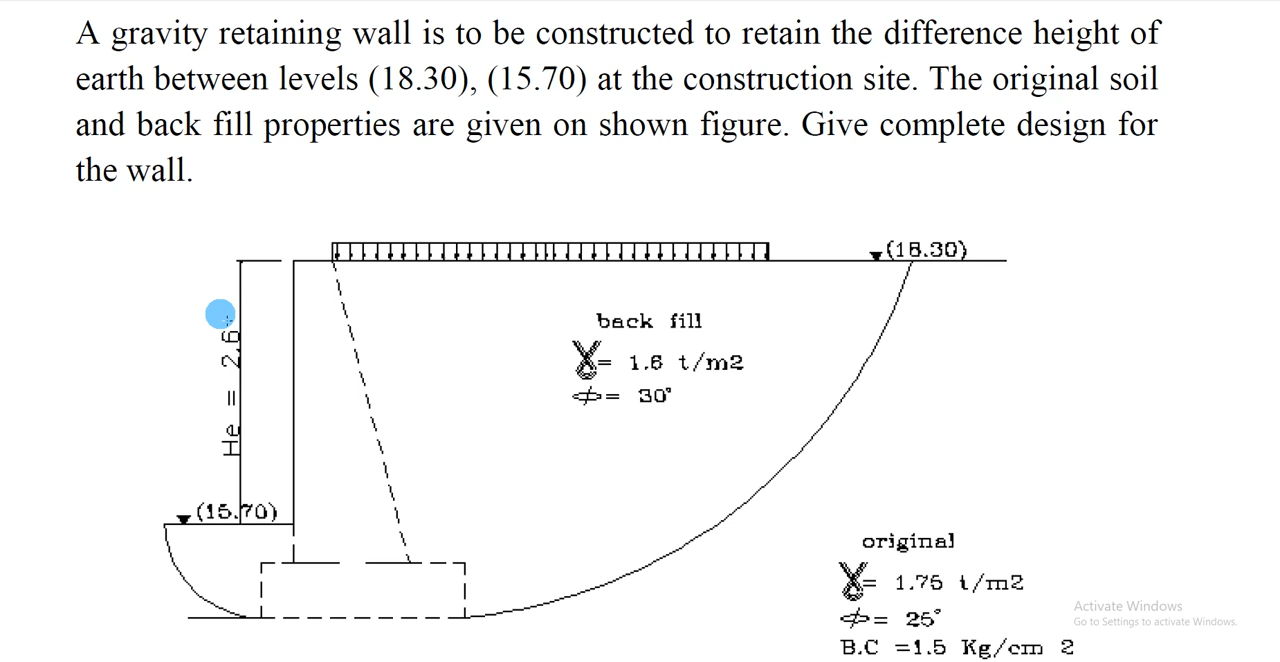 A gravity retaining wall is to be constructed to retain the difference height of
earth between levels (18.30), (15.70) at the construction site. The original soil
and back fill properties are given on shown figure. Give complete design for
the wall.
(18.30)
back fill
γ= 1.6 t/m2
ϕ= 30°
He = 2.6
(15.70)
original
γ= 1.75 t/m2
ϕ= 25°
B.C =1.5 Kg/cm 2
Activate Windows
Go to Settings to activate Windows.